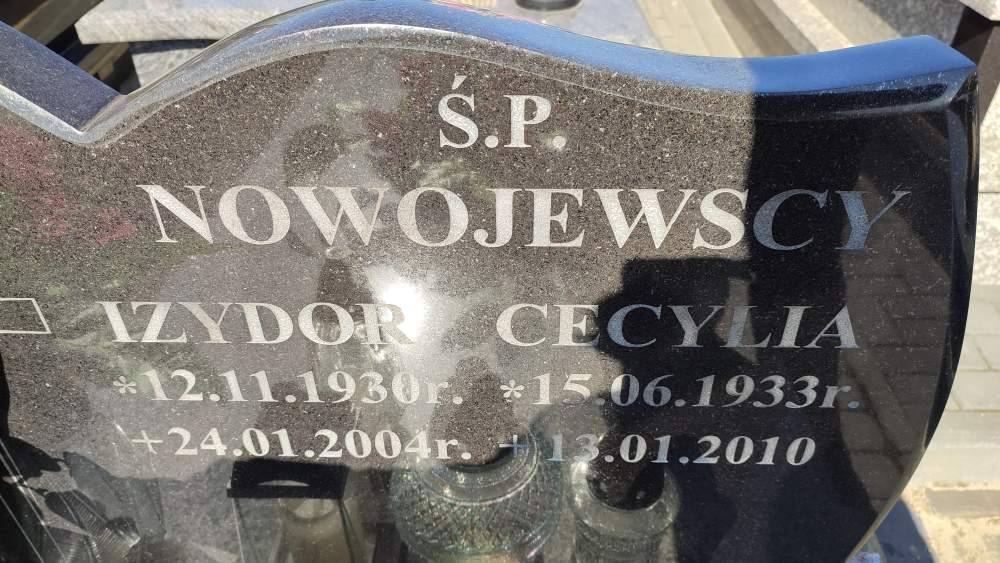 Ś.P.
NOWOJEWSCY
IZYDOR CECYLIA
*12.11.1930r. *15.06.1933r.
+24.01.2004r. +13.01.2010